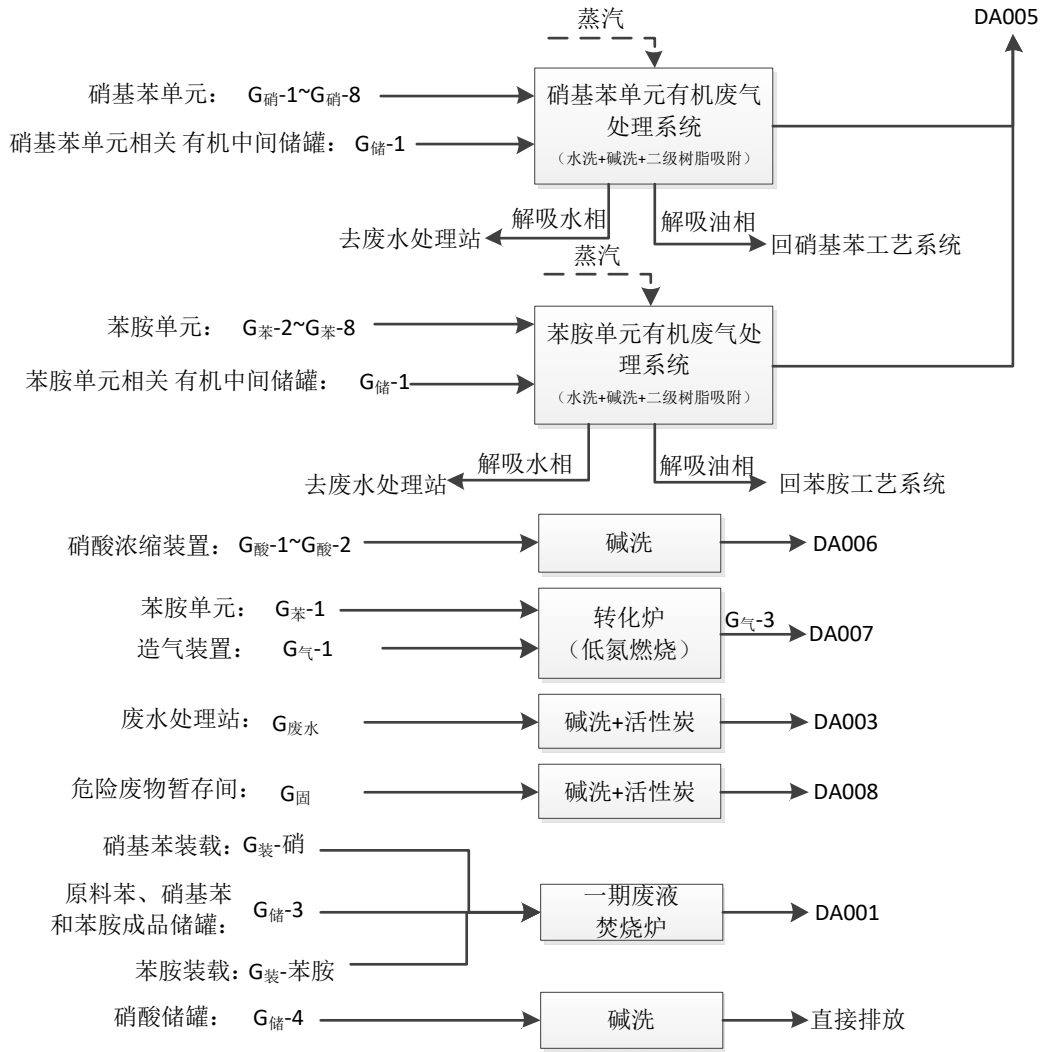 蒸汽
DA005
硝基苯单元： G硝-1~G硝-8
硝基苯单元有机废气
处理系统
（水洗+碱洗+二级树脂吸附）
硝基苯单元相关 有机中间储罐：G储-1
解吸水相
解吸油相
去废水处理站
回硝基苯工艺系统
蒸汽
苯胺单元： G苯-2~G苯-8
苯胺单元有机废气处
理系统
（水洗+碱洗+二级树脂吸附）
苯胺单元相关 有机中间储罐： G储-1
解吸水相
解吸油相
去废水处理站
回苯胺工艺系统
硝酸浓缩装置：G酸-1~G酸-2
碱洗
DA006
苯胺单元： G苯-1
转化炉
（低氮燃烧）
G气-3
DA007
造气装置： G气-1
废水处理站：G废水
碱洗+活性炭
DA003
危险废物暂存间：G固
碱洗+活性炭
DA008
硝基苯装载：G装-硝
原料苯、硝基苯
和苯胺成品储罐：
G储-3
一期废液
焚烧炉
DA001
苯胺装载：G装-苯胺
硝酸储罐： G储-4
碱洗
直接排放